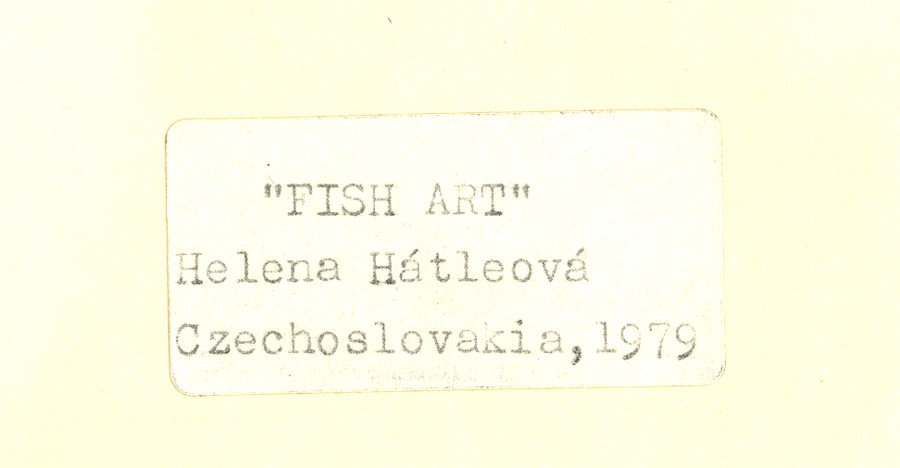 "FISH ART"
Helena Hátleová
Czechoslovakia,1979